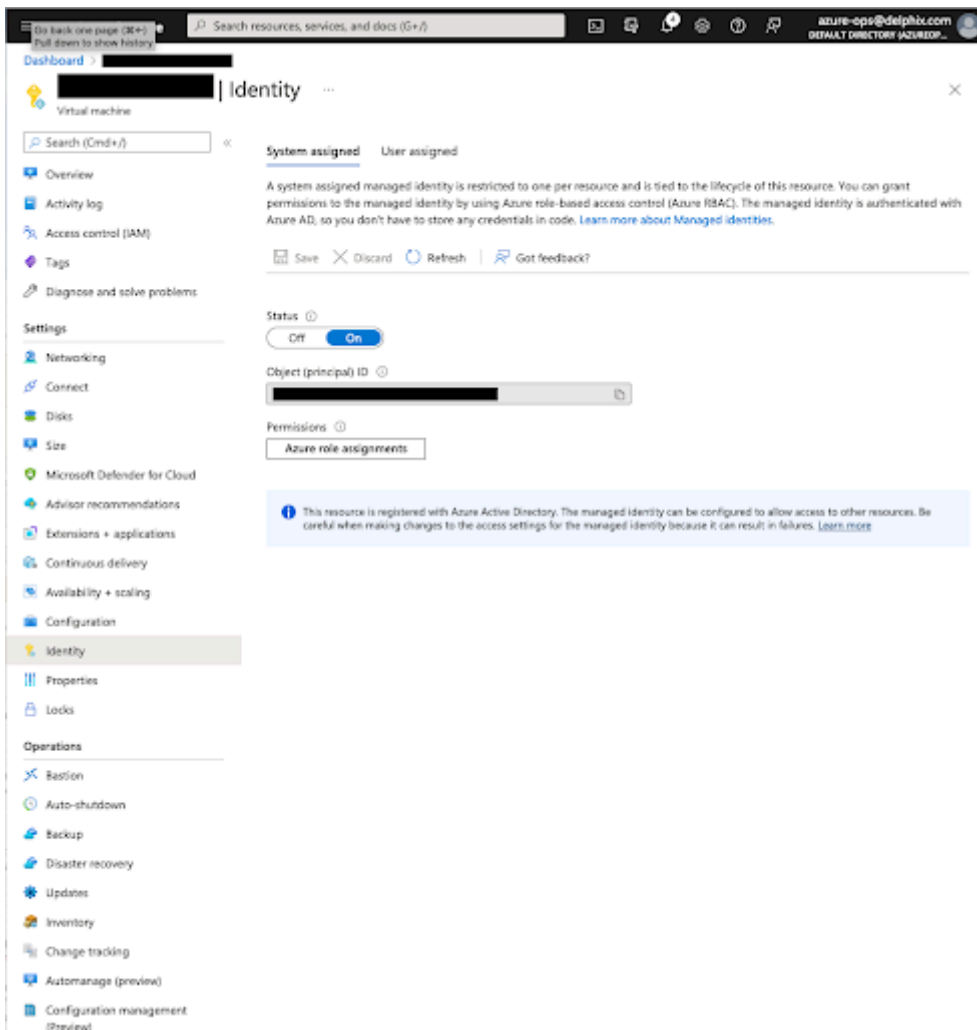 Go back one page (⌘←)
Pull down to show history
Search resources, services, and docs (G+/)
azure-ops@delphix.com
DEFAULT DIRECTORY (AZUREOP...
Dashboard >
| Identity ...
Virtual machine
Search (Cmd+/)
«
System assigned User assigned
A system assigned managed identity is restricted to one per resource and is tied to the lifecycle of this resource. You can grant
permissions to the managed identity by using Azure role-based access control (Azure RBAC). The managed identity is authenticated with
Azure AD, so you don't have to store any credentials in code. Learn more about Managed identities.
Save Discard Refresh Got feedback?
Status
Off On
Object (principal) ID
Permissions
Azure role assignments
This resource is registered with Azure Active Directory. The managed identity can be configured to allow access to other resources. Be
careful when making changes to the access settings for the managed identity because it can result in failures. Learn more
Overview
Activity log
Access control (IAM)
Tags
Diagnose and solve problems
Settings
Networking
Connect
Disks
Size
Microsoft Defender for Cloud
Advisor recommendations
Extensions + applications
Continuous delivery
Availability + scaling
Configuration
Identity
Properties
Locks
Operations
Bastion
Auto-shutdown
Backup
Disaster recovery
Updates
Inventory
Change tracking
Automanage (preview)
Configuration management
(Preview)